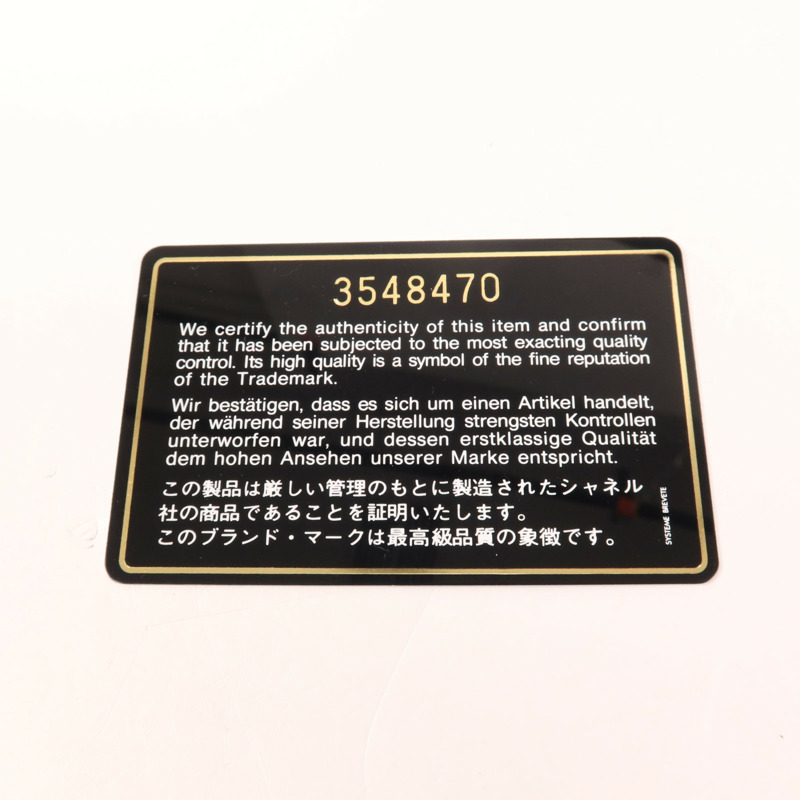 3548470
We certify the authenticity of this item and confirm
that it has been subjected to the most exacting quality
control. Its high quality is a symbol of the fine reputation
of the Trademark.
Wir bestätigen, dass es sich um einen Artikel handelt,
der während seiner Herstellung strengsten Kontrollen
unterworfen war, und dessen erstklassige Qualität
dem hohen Ansehen unserer Marke entspricht.
この製品は厳しい管理のもとに製造されたシャネル
社の商品であることを証明いたします。
このブランド・マークは最高級品質の象徴です。
SYSTEME BREVETE